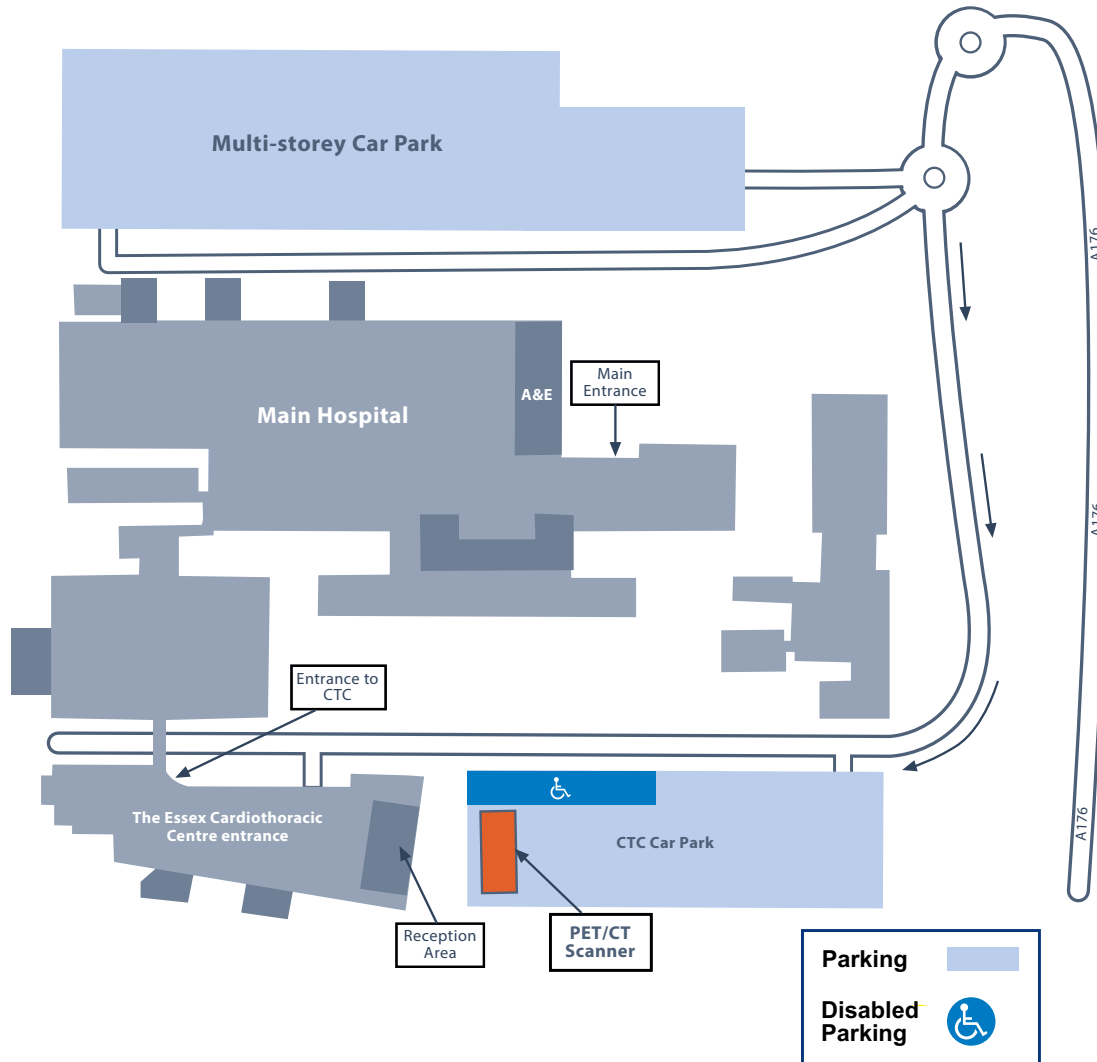 Multi-storey Car Park
A176
Main
Entrance
A&E
Main Hospital
A176
Entrance to
CTC
The Essex Cardiothoracic
Centre entrance
CTC Car Park
A176
Reception
Area
PET/CT
Scanner
Parking
Disabled
Parking